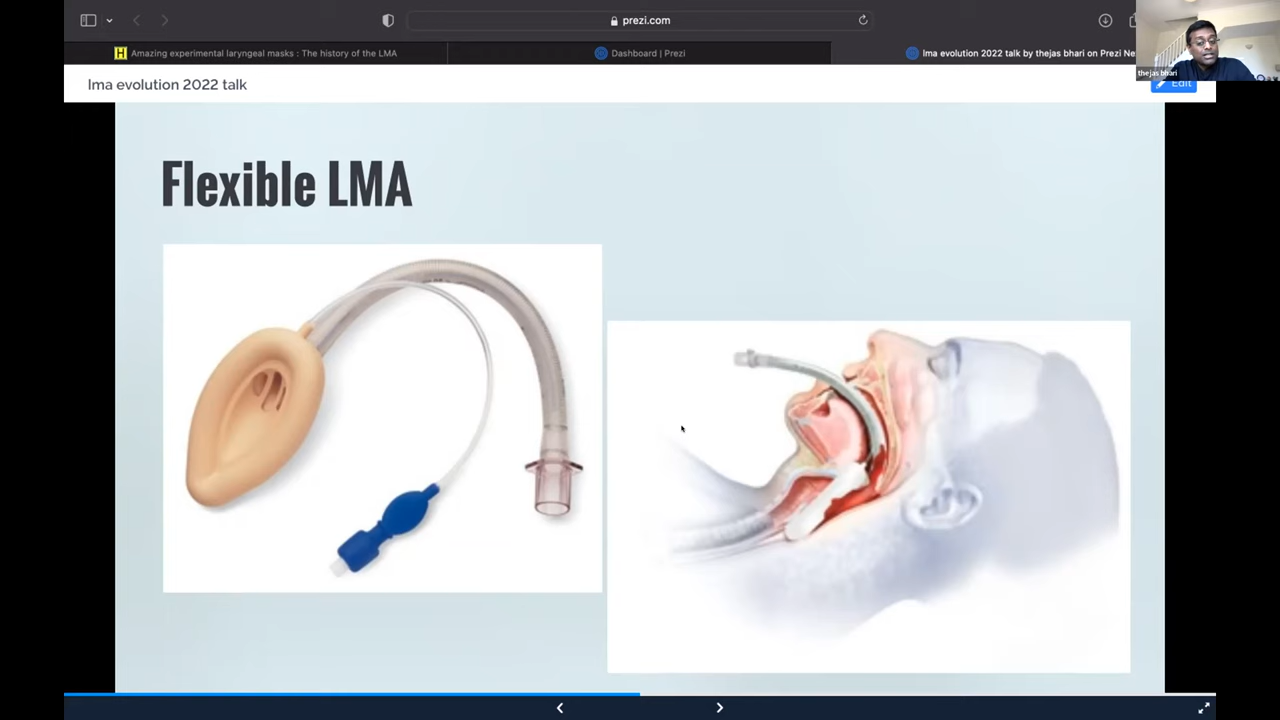 prezi.com
H Amazing experimental laryngeal masks : The history of the LMA
Dashboard | Prezi
lma evolution 2022 talk by thejas bhari on Prezi Ne
thejas bhari
lma evolution 2022 talk
Edit
Flexible LMA